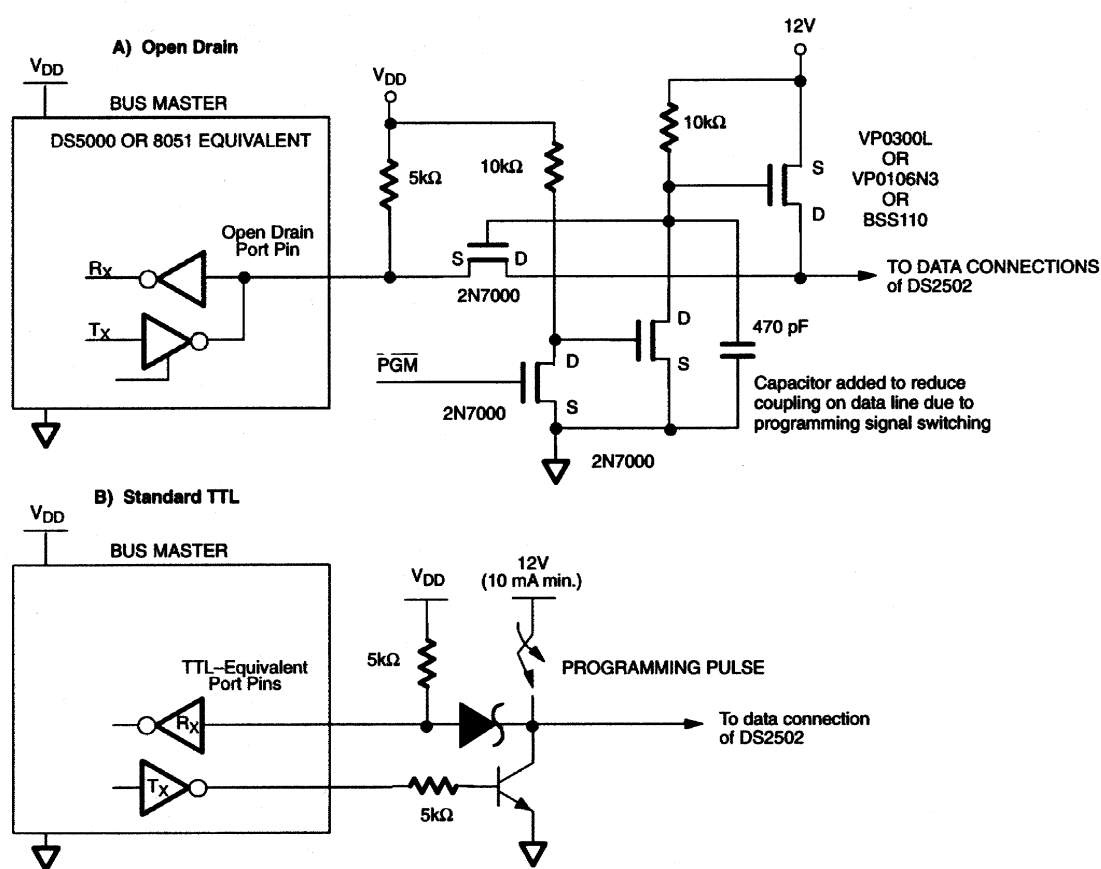 A) Open Drain
12V
VDD
VDD
BUS MASTER
DS5000 OR 8051 EQUIVALENT
10kΩ
VP0300L
OR
VP0106N3
OR
BSS110
5kΩ
10kΩ
S
D
Open Drain
Port Pin
RX
S
D
TO DATA CONNECTIONS
of DS2502
2N7000
TX
D
S
470 pF
PGM
D
S
2N7000
Capacitor added to reduce
coupling on data line due to
programming signal switching
2N7000
B) Standard TTL
VDD
BUS MASTER
VDD
12V
(10 mA min.)
5kΩ
PROGRAMMING PULSE
TTL–Equivalent
Port Pins
RX
To data connection
of DS2502
TX
5kΩ